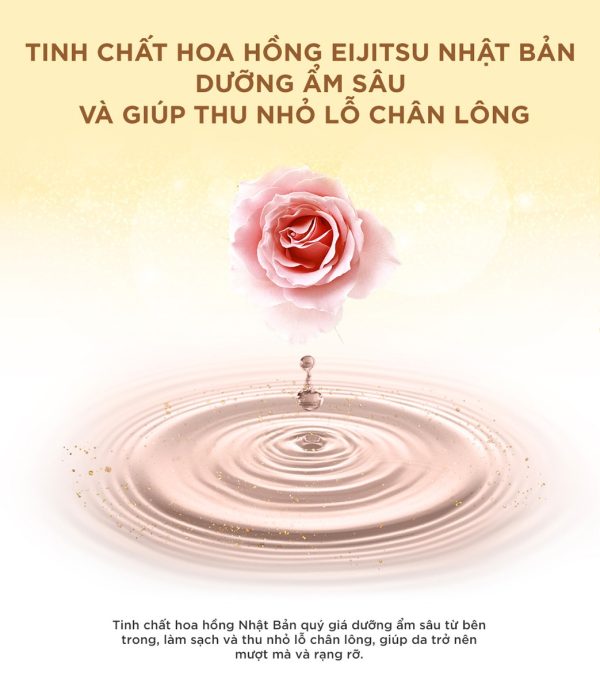 TINH CHẤT HOA HỒNG EIJITSU NHẬT BẢN
DƯỠNG ẨM SÂU
VÀ GIÚP THU NHỎ LỖ CHÂN LÔNG
Tinh chất hoa hồng Nhật Bản quý giá dưỡng ẩm sâu từ bên
trong, làm sạch và thu nhỏ lỗ chân lông, giúp da trở nên
mượt mà và rạng rỡ.